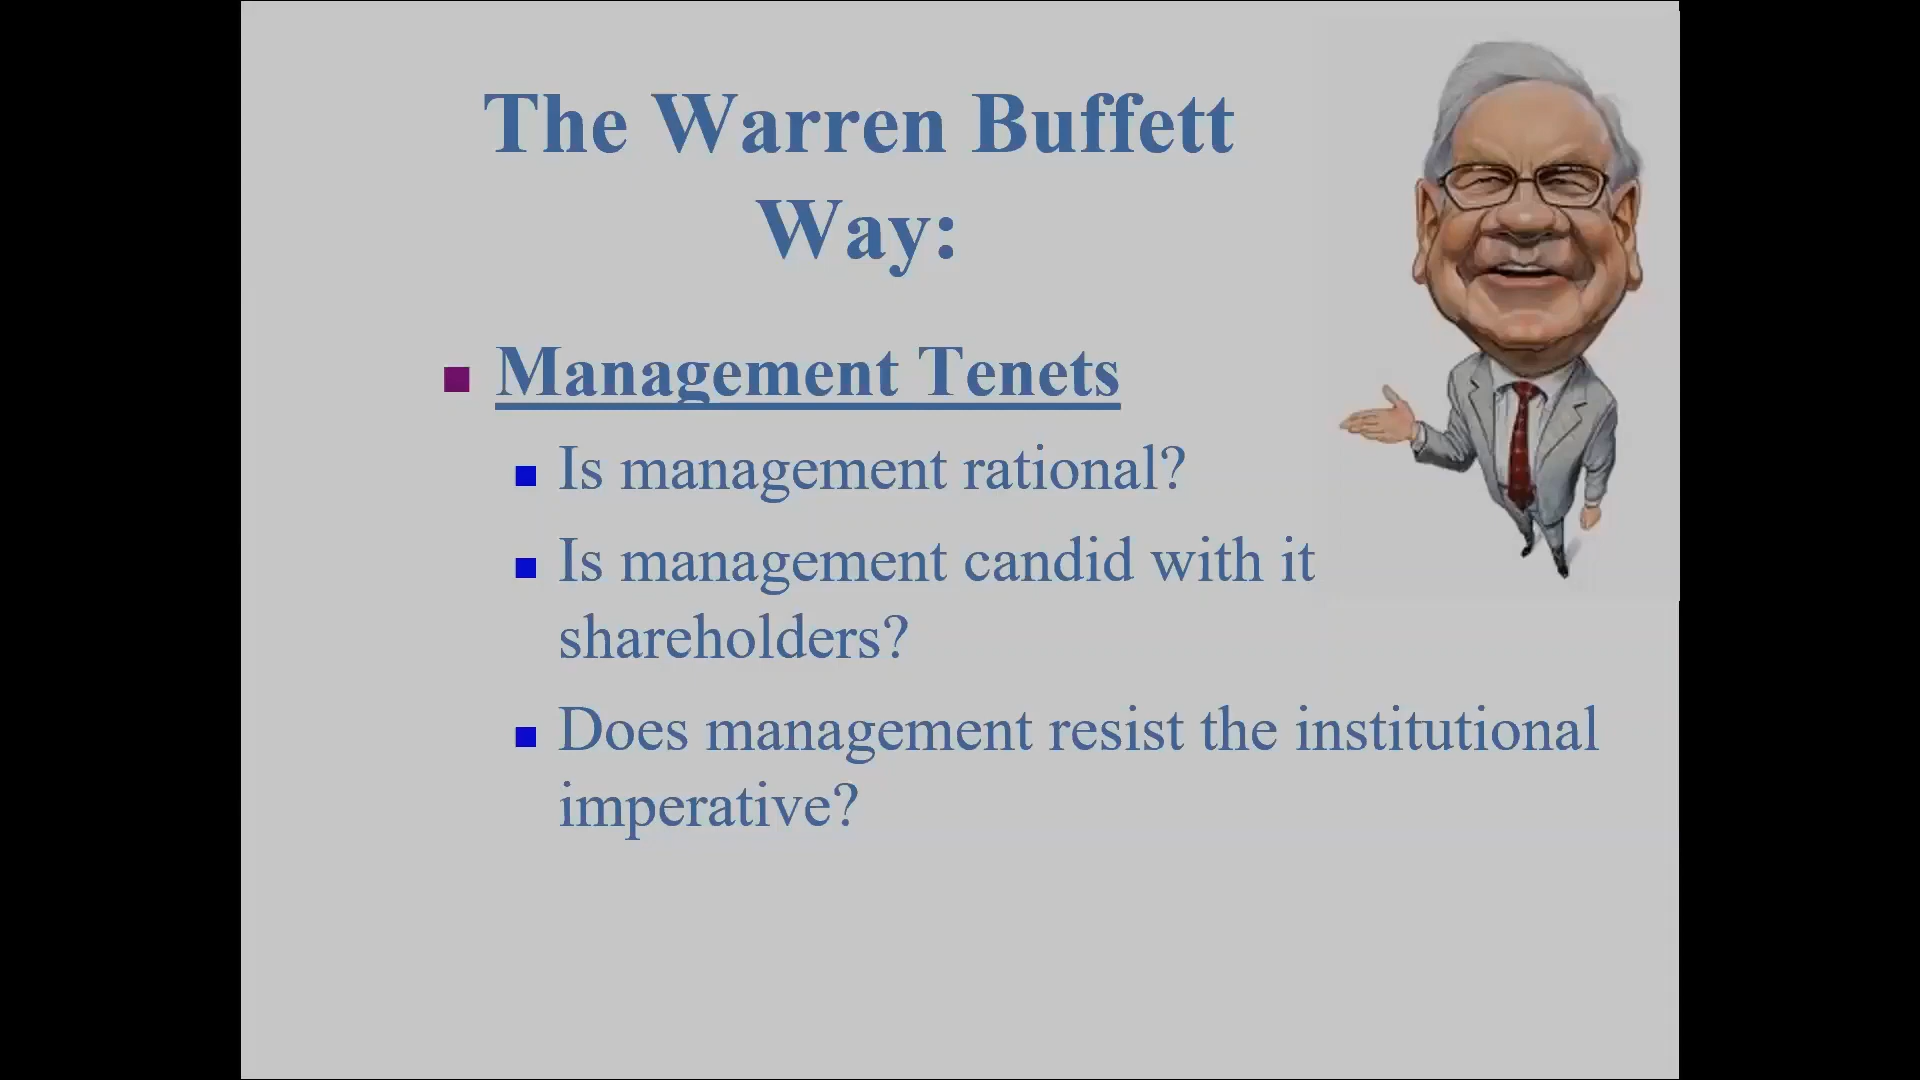 The Warren Buffett
Way:
Management Tenets
Is management rational?
Is management candid with it
shareholders?
Does management resist the institutional
imperative?